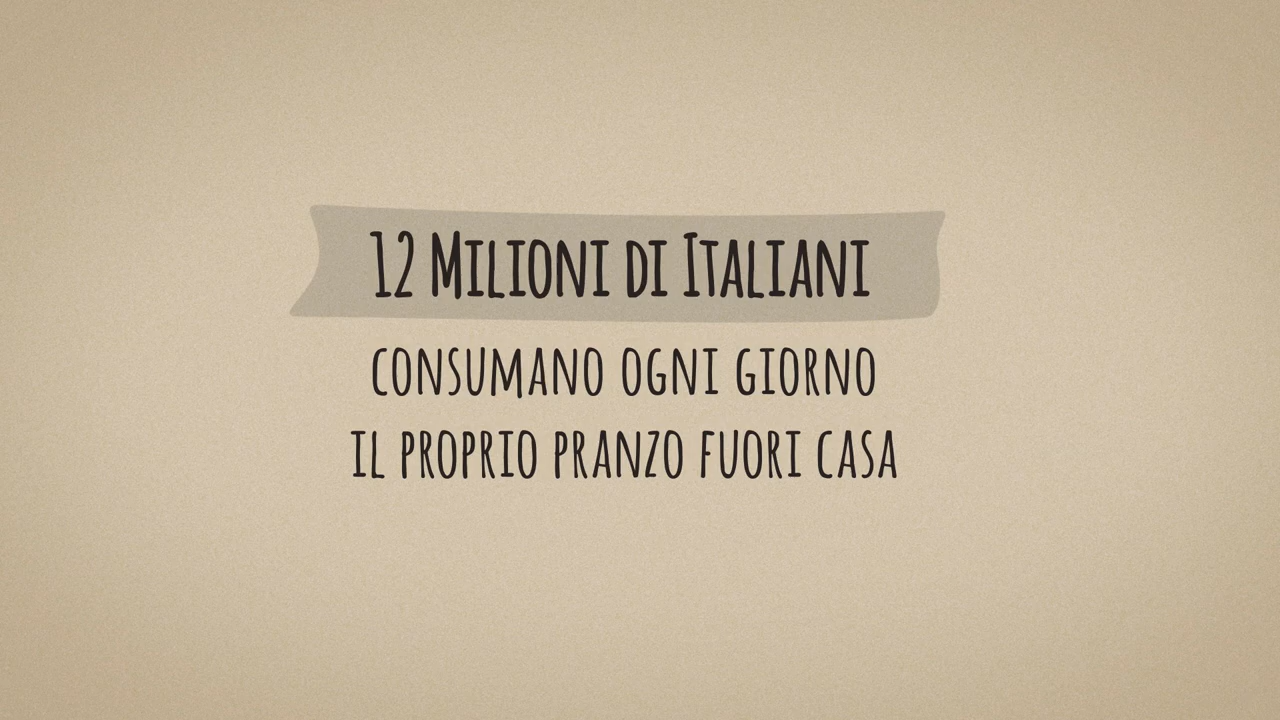 12 Milioni di Italiani
consumano ogni giorno
il proprio pranzo fuori casa